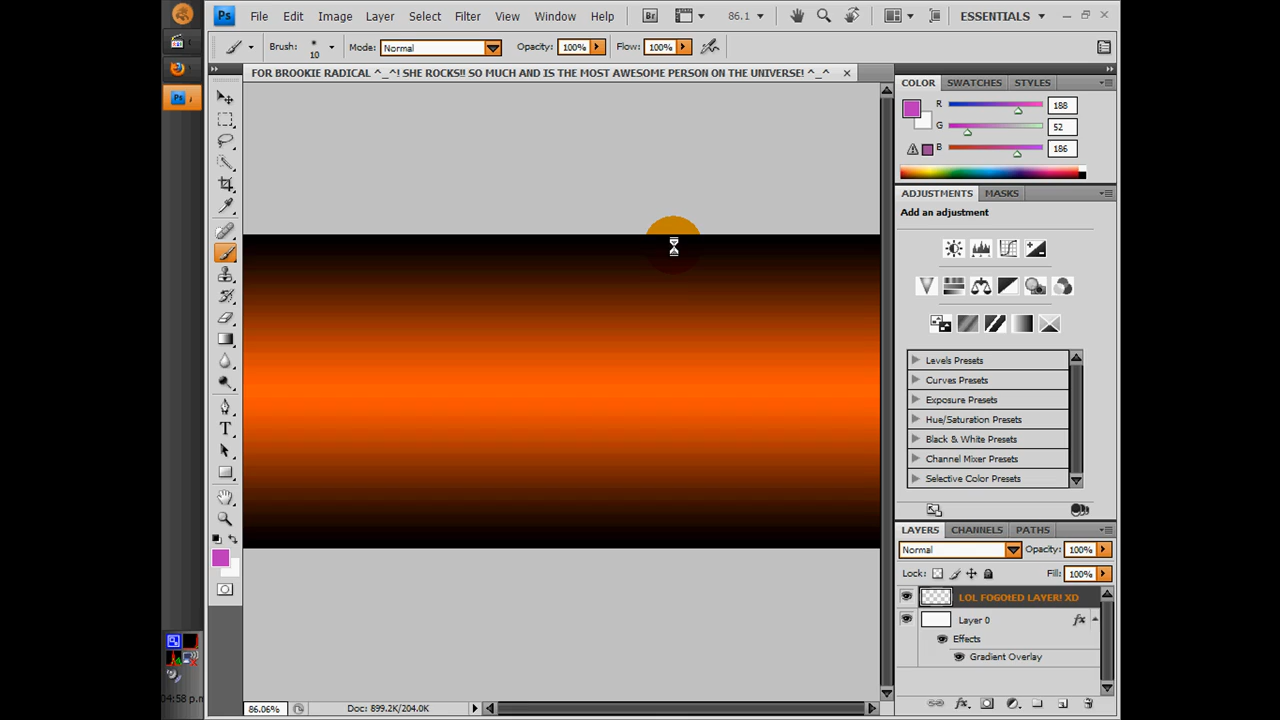 Ps File Edit Image Layer Select Filter View Window Help Br 86.1 ESSENTIALS
Brush: 10 Mode: Normal Opacity: 100% Flow: 100%
FOR BROOKIE RADICAL ^_^! SHE ROCKS!! SO MUCH AND IS THE MOST AWESOME PERSON ON THE UNIVERSE! ^_^
COLOR SWATCHES STYLES
R 188
G 52
B 186
ADJUSTMENTS MASKS
Add an adjustment
Levels Presets
Curves Presets
Exposure Presets
Hue/Saturation Presets
Black & White Presets
Channel Mixer Presets
Selective Color Presets
LAYERS CHANNELS PATHS
Normal Opacity: 100%
Lock: Fill: 100%
LOL FOGOTED LAYER! XD
Layer 0 fx
Effects
Gradient Overlay
86.06% Doc: 899.2K/204.0K
Ps
T
04:58 p.m